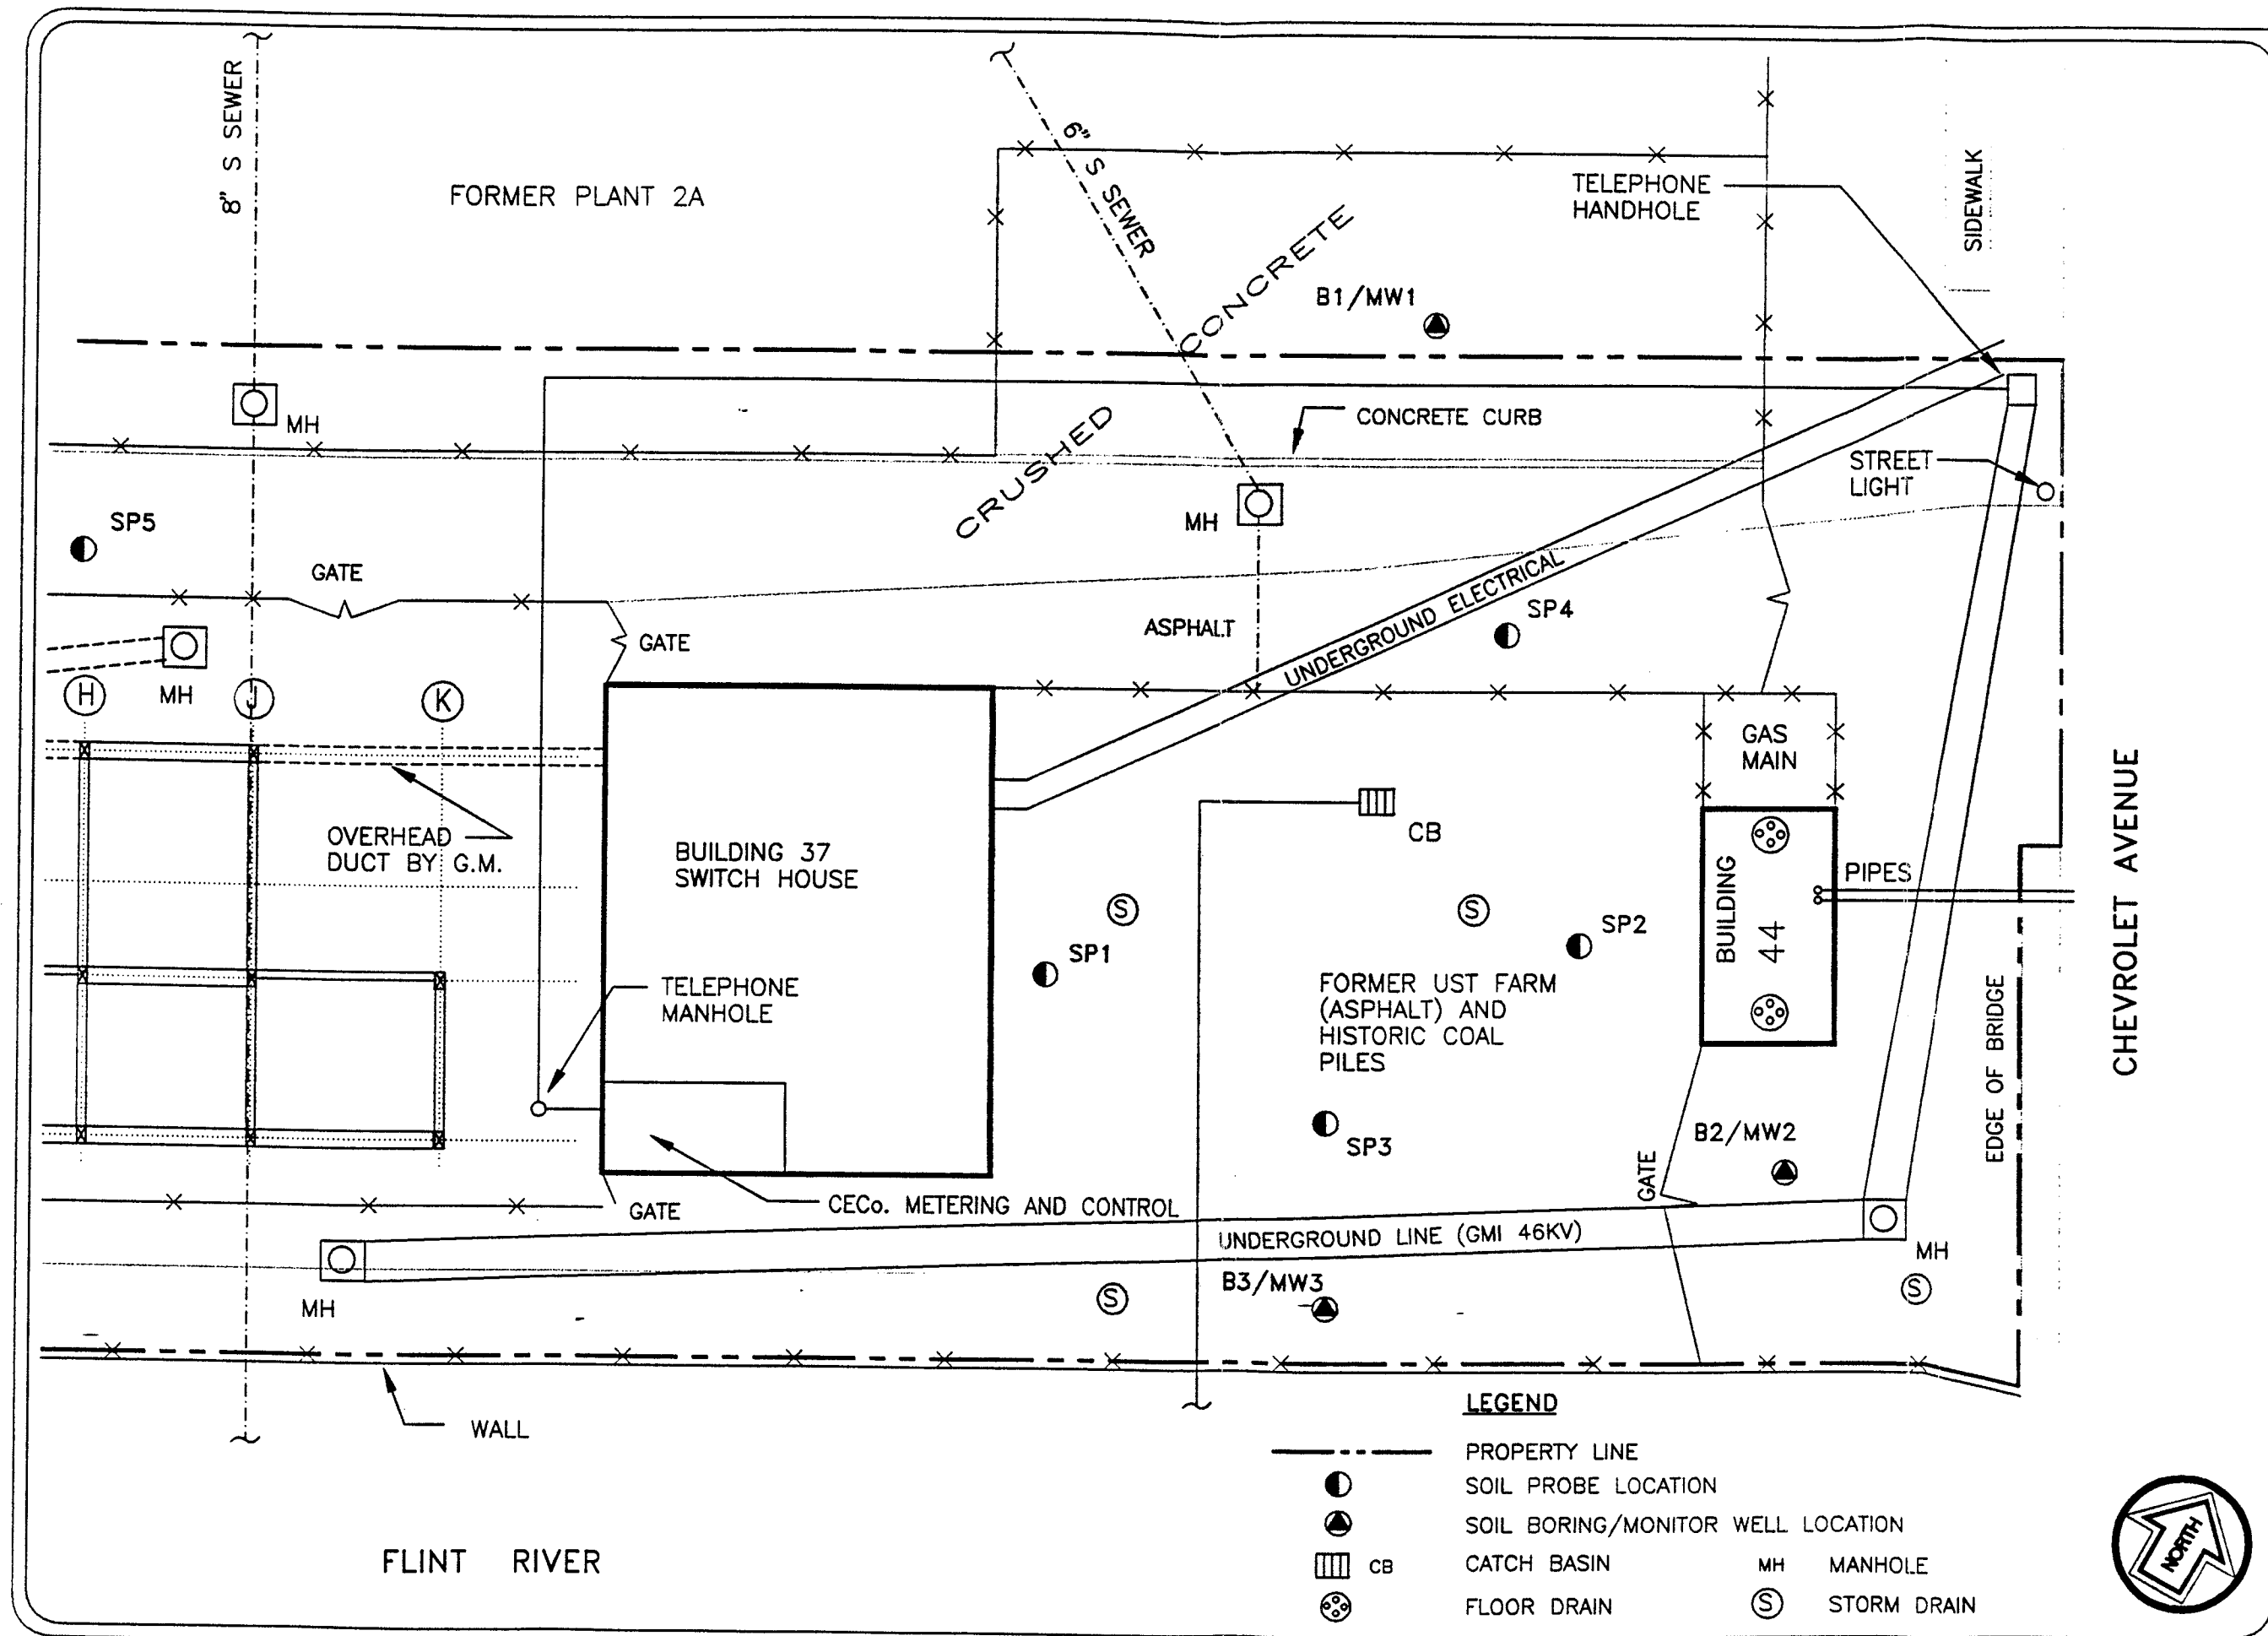 8" S SEWER
FORMER PLANT 2A
6" S SEWER
CRUSHED CONCRETE
B1/MW1
TELEPHONE
HANDHOLE
SIDEWALK
MH
CONCRETE CURB
STREET
LIGHT
SP5
MH
GATE
GATE
ASPHALT
UNDERGROUND ELECTRICAL
SP4
MH
H
J
K
GAS
MAIN
OVERHEAD
DUCT BY G.M.
BUILDING 37
SWITCH HOUSE
CB
BUILDING
44
PIPES
CHEVROLET AVENUE
S
S
SP1
SP2
TELEPHONE
MANHOLE
FORMER UST FARM
(ASPHALT) AND
HISTORIC COAL
PILES
EDGE OF BRIDGE
SP3
B2/MW2
GATE
GATE
CECo. METERING AND CONTROL
UNDERGROUND LINE (GMI 46KV)
MH
MH
B3/MW3
S
S
WALL
FLINT RIVER
LEGEND
PROPERTY LINE
SOIL PROBE LOCATION
SOIL BORING/MONITOR WELL LOCATION
CB CATCH BASIN MH MANHOLE
FLOOR DRAIN S STORM DRAIN
NORTH